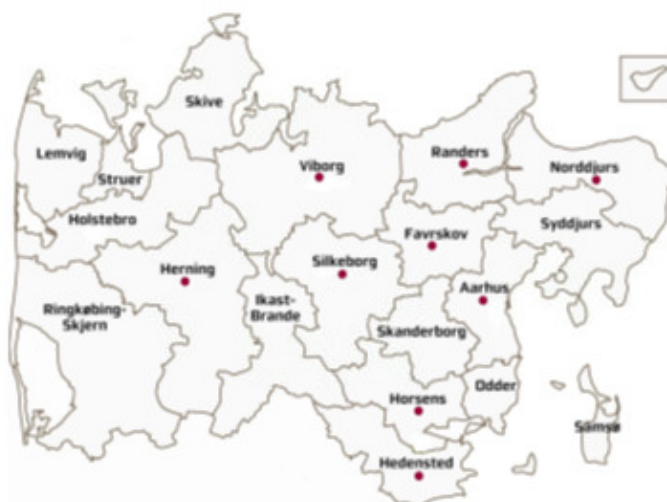 Skive
Lemvig
Struer
Viborg
Randers
Norddjurs
Holstebro
Favrskov
Syddjurs
Herning
Silkeborg
Aarhus
Ringkøbing-
Skjern
Ikast-
Brande
Skanderborg
Horsens
Odder
Samsø
Hedensted